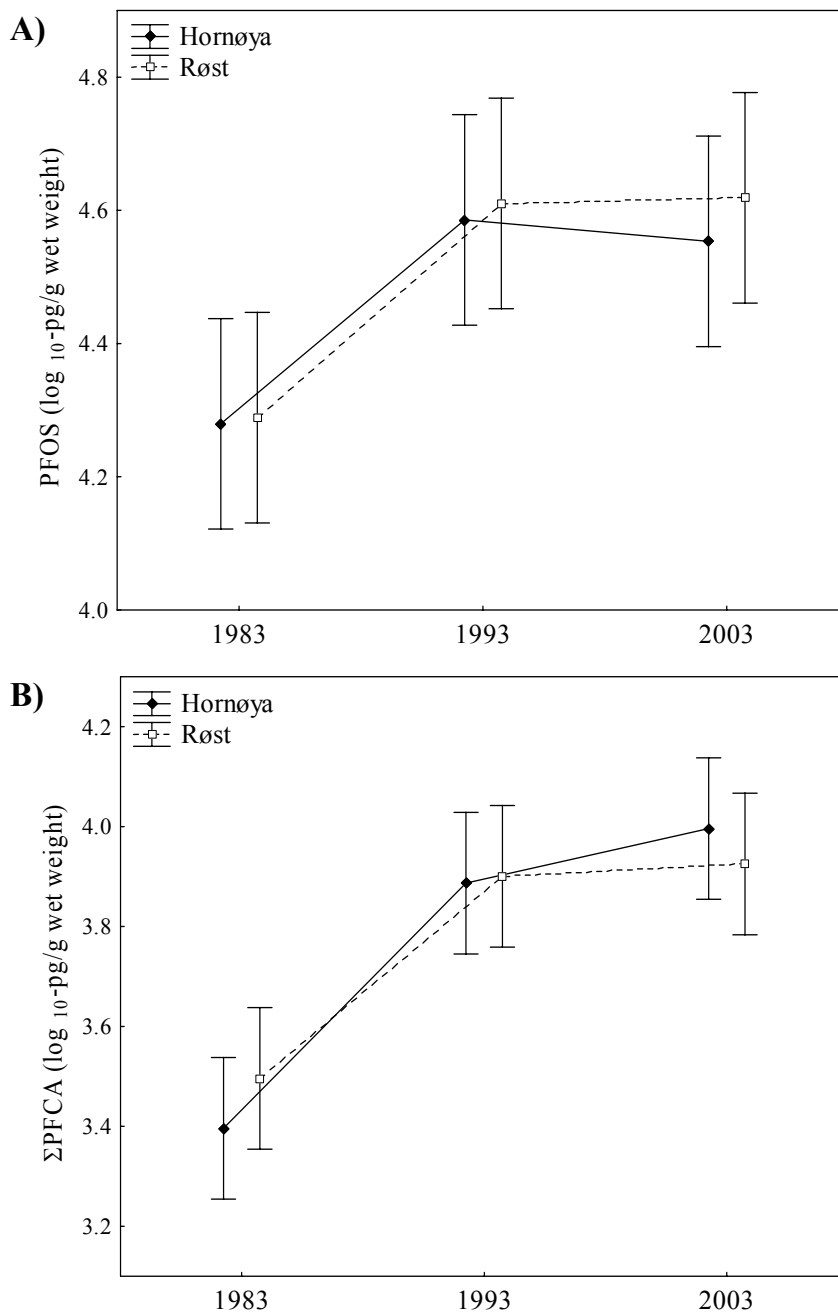 A)
Hornøya
Røst
PFOS (log 10-pg/g wet weight)
4.8
4.6
4.4
4.2
4.0
1983 1993 2003
B)
Hornøya
Røst
ΣPFCA (log 10-pg/g wet weight)
4.2
4.0
3.8
3.6
3.4
3.2
1983 1993 2003